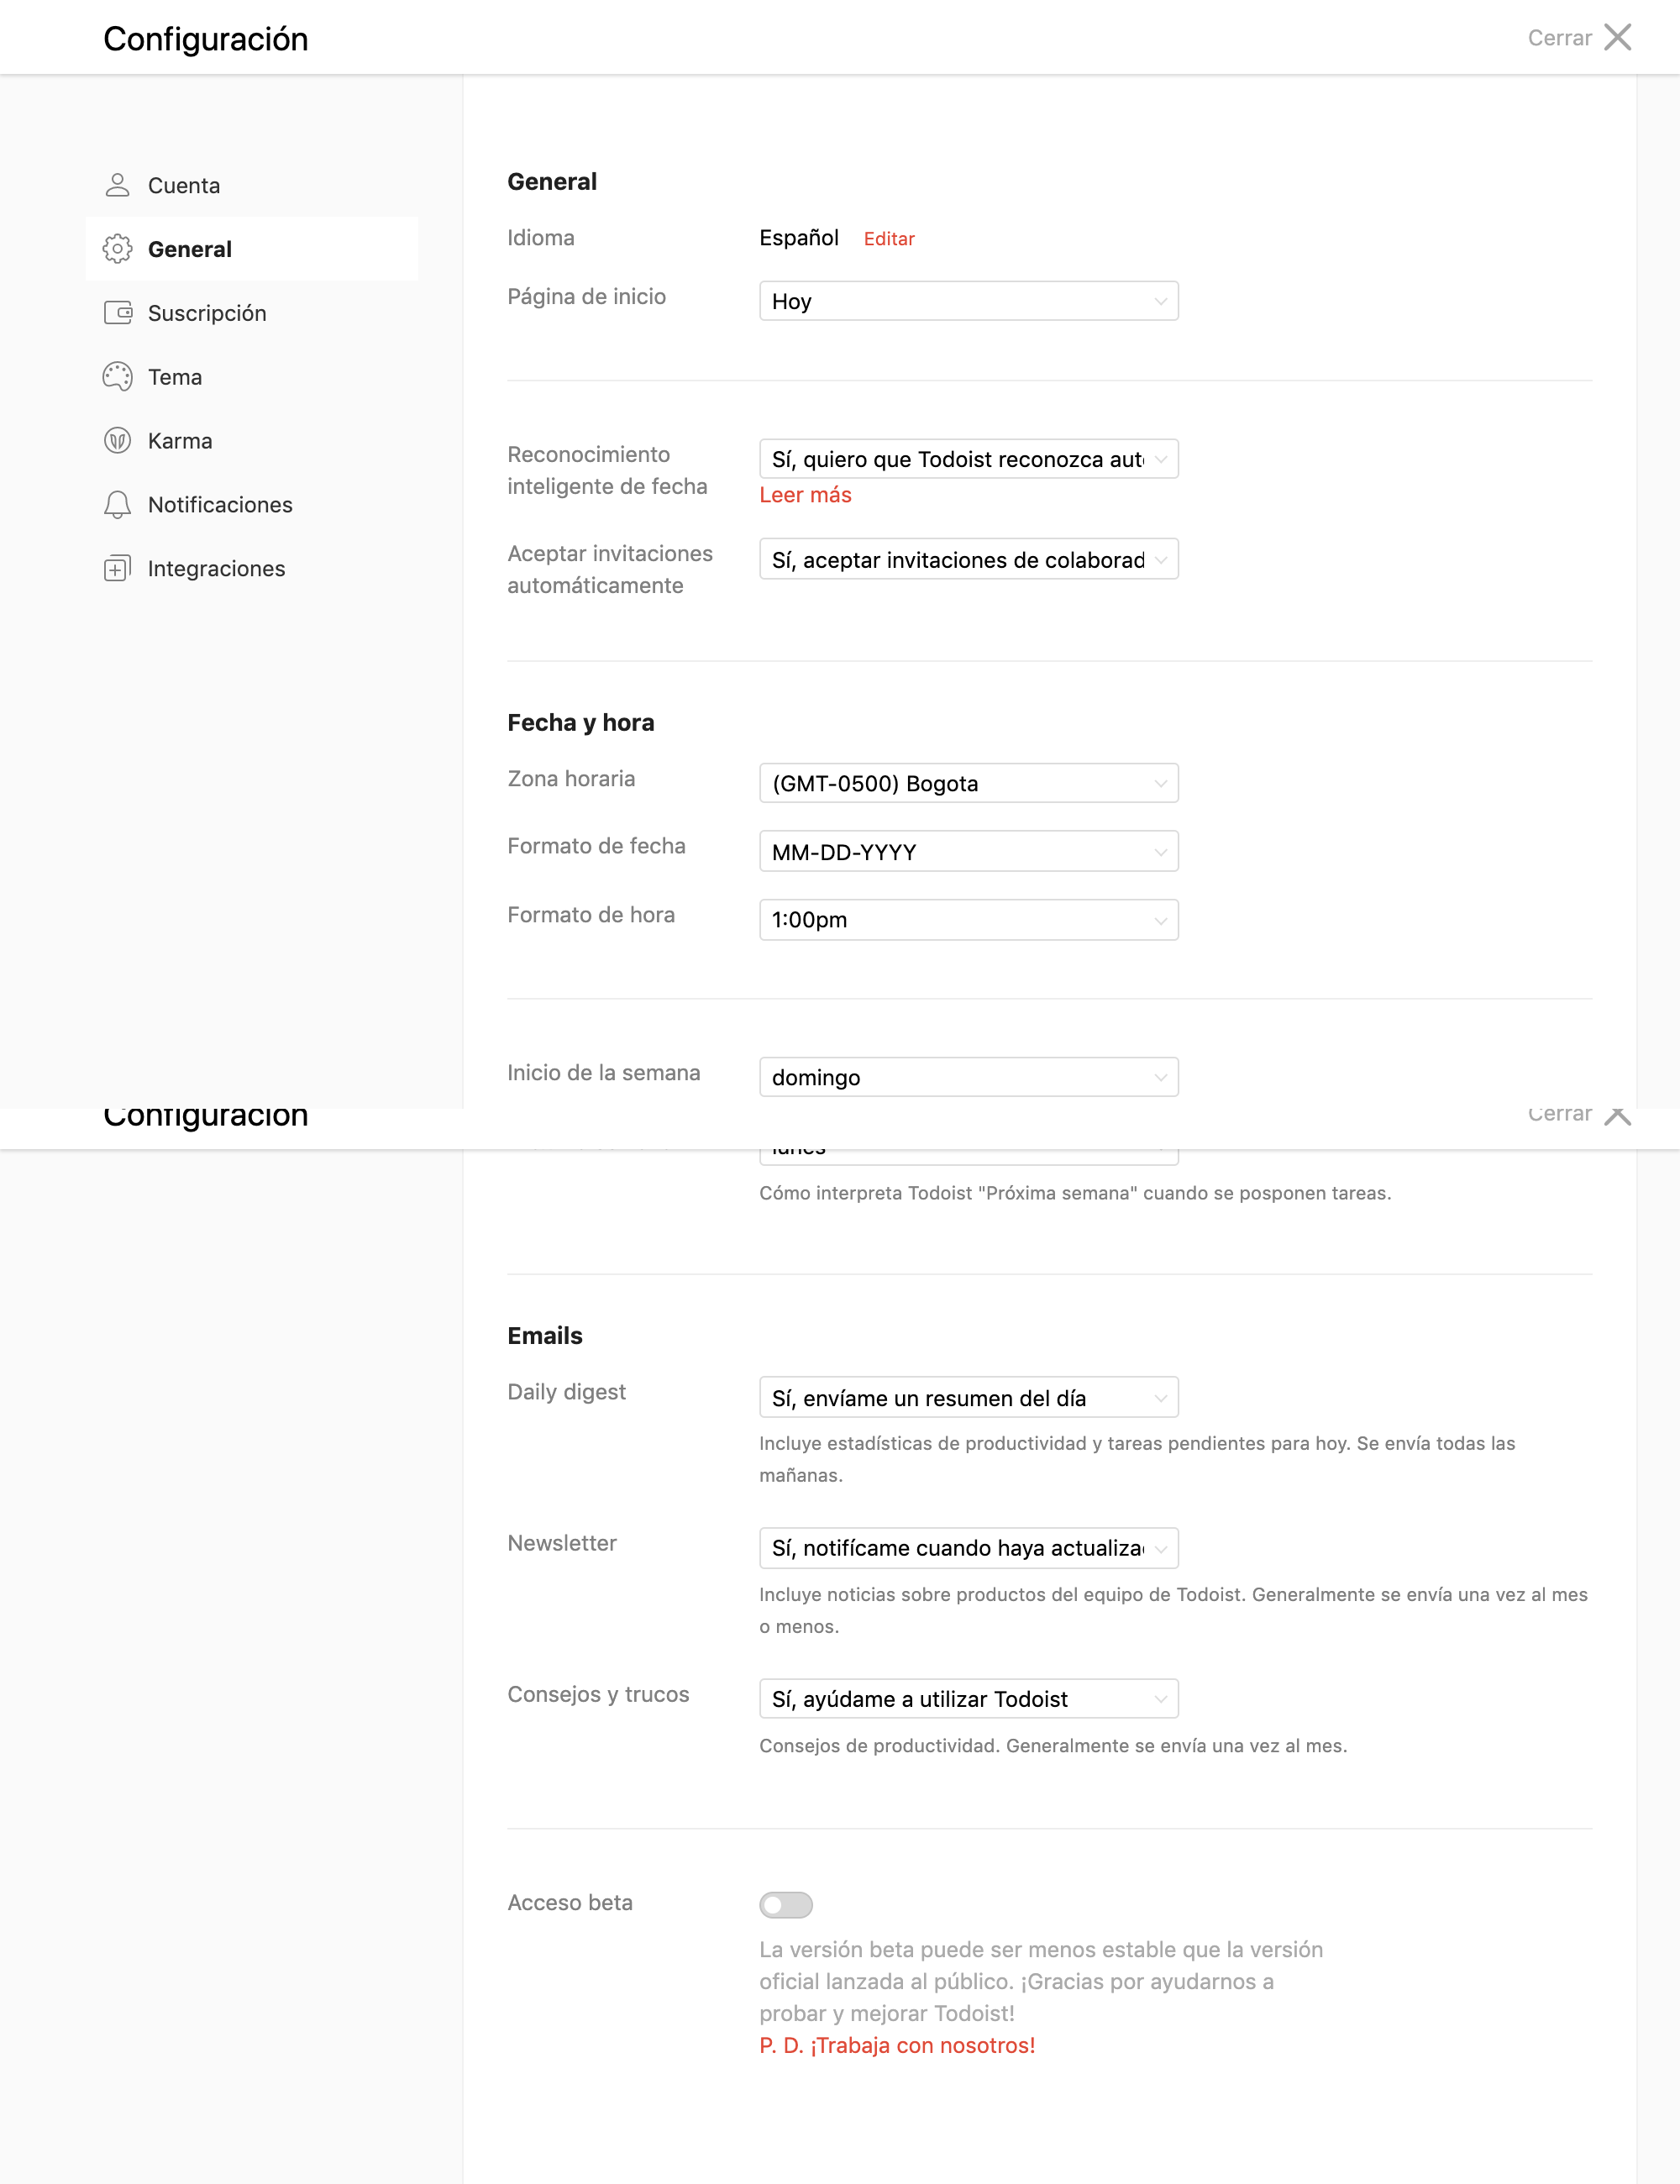 Configuración
Cerrar
Cuenta
General
Suscripción
Tema
Karma
Notificaciones
Integraciones
General
Idioma
Español Editar
Página de inicio
Hoy
Reconocimiento
inteligente de fecha
Sí, quiero que Todoist reconozca aut
Leer más
Aceptar invitaciones
automáticamente
Sí, aceptar invitaciones de colaborad
Fecha y hora
Zona horaria
(GMT-0500) Bogota
Formato de fecha
MM-DD-YYYY
Formato de hora
1:00pm
Inicio de la semana
domingo
Configuración
Cerrar
lunes
Cómo interpreta Todoist "Próxima semana" cuando se posponen tareas.
Emails
Daily digest
Sí, envíame un resumen del día
Incluye estadísticas de productividad y tareas pendientes para hoy. Se envía todas las
mañanas.
Newsletter
Sí, notifícame cuando haya actualiza
Incluye noticias sobre productos del equipo de Todoist. Generalmente se envía una vez al mes
o menos.
Consejos y trucos
Sí, ayúdame a utilizar Todoist
Consejos de productividad. Generalmente se envía una vez al mes.
Acceso beta
La versión beta puede ser menos estable que la versión
oficial lanzada al público. ¡Gracias por ayudarnos a
probar y mejorar Todoist!
P. D. ¡Trabaja con nosotros!